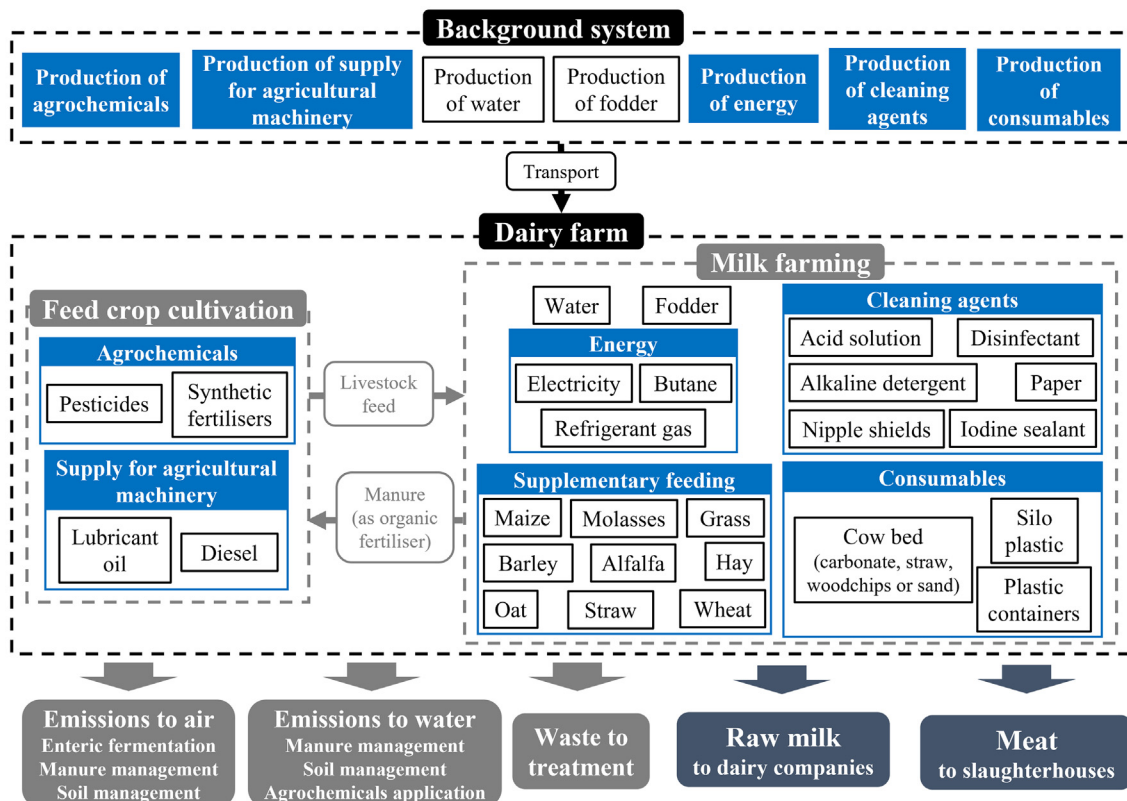 Background system
Production of
agrochemicals
Production of supply
for agricultural
machinery
Production
of water
Production
of fodder
Production
of energy
Production
of cleaning
agents
Production
of
consumables
Transport
Dairy farm
Feed crop cultivation
Agrochemicals
Pesticides
Synthetic
fertilisers
Supply for agricultural
machinery
Lubricant
oil
Diesel
Livestock
feed
Manure
(as organic
fertiliser)
Milk farming
Water
Fodder
Energy
Electricity
Butane
Refrigerant gas
Supplementary feeding
Maize
Molasses
Grass
Barley
Alfalfa
Hay
Oat
Straw
Wheat
Cleaning agents
Acid solution
Disinfectant
Alkaline detergent
Paper
Nipple shields
Iodine sealant
Consumables
Cow bed
(carbonate, straw,
woodchips or sand)
Silo
plastic
Plastic
containers
Emissions to air
Enteric fermentation
Manure management
Soil management
Emissions to water
Manure management
Soil management
Agrochemicals application
Waste to
treatment
Raw milk
to dairy companies
Meat
to slaughterhouses